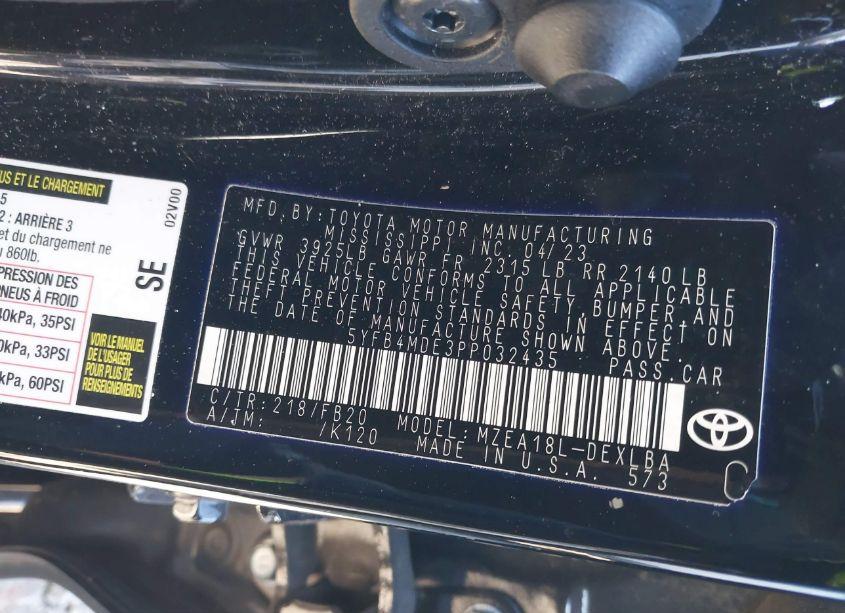 US ET LE CHARGEMENT
5
2 : ARRIÈRE 3
et du chargement ne
860lb.
PRESSION DES
PNEUS À FROID
40kPa, 35PSI
0kPa, 33PSI
kPa, 60PSI
VOIR LE MANUEL
DE L'USAGER
POUR PLUS DE
RENSEIGNEMENTS
SE
02V00
MFD. BY: TOYOTA MOTOR MANUFACTURING
MISSISSIPPI INC. 04/23
GVWR 3925LB GAWR FR 2315 LB RR 2140 LB
THIS VEHICLE CONFORMS TO ALL APPLICABLE
FEDERAL MOTOR VEHICLE SAFETY, BUMPER, AND
THEFT PREVENTION STANDARDS IN EFFECT ON
THE DATE OF MANUFACTURE SHOWN ABOVE.
5YFB4MDE3PP032435 PASS.CAR
C/TR: 218/FB20 MODEL: MZEA18L-DEXLBA
A/TM: /K120 MADE IN U.S.A. 573
C